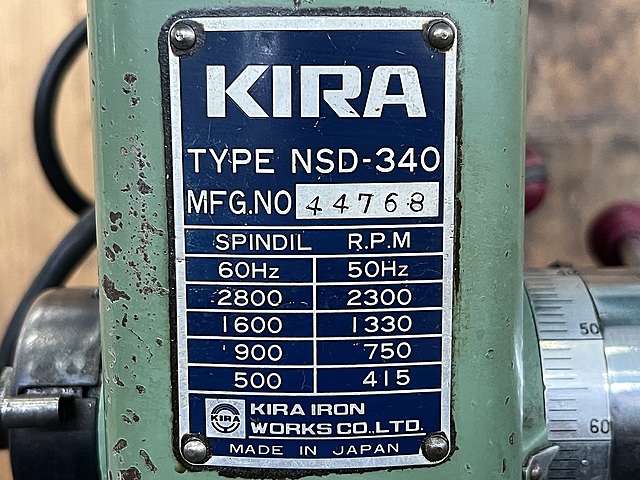 KIRA
TYPE NSD-340
MFG.NO 44768
SPINDIL R.P.M
60Hz 50Hz
2800 2300
1600 1330
900 750
500 415
KIRA KIRA IRON
WORKS CO.,LTD.
MADE IN JAPAN
50
60